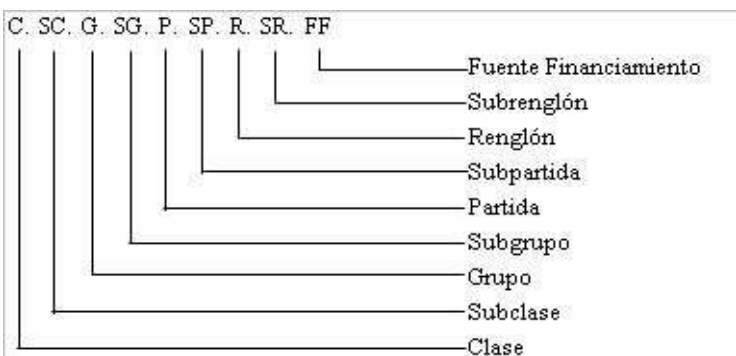 C. SC. G. SG. P. SP. R. SR. FF
Fuente Financiamiento
Subrenglón
Renglón
Subpartida
Partida
Subgrupo
Grupo
Subclase
Clase